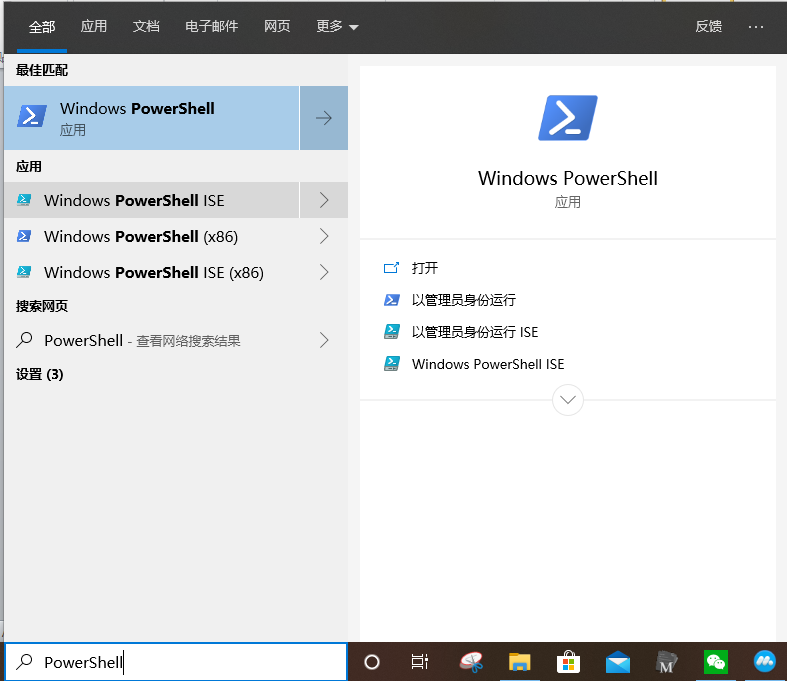 全部 应用 文档 电子邮件 网页 更多 反馈 ...
最佳匹配
Windows PowerShell
应用
应用
Windows PowerShell ISE
Windows PowerShell (x86)
Windows PowerShell ISE (x86)
搜索网页
PowerShell - 查看网络搜索结果
设置 (3)
Windows PowerShell
应用
打开
以管理员身份运行
以管理员身份运行 ISE
Windows PowerShell ISE
PowerShell
M